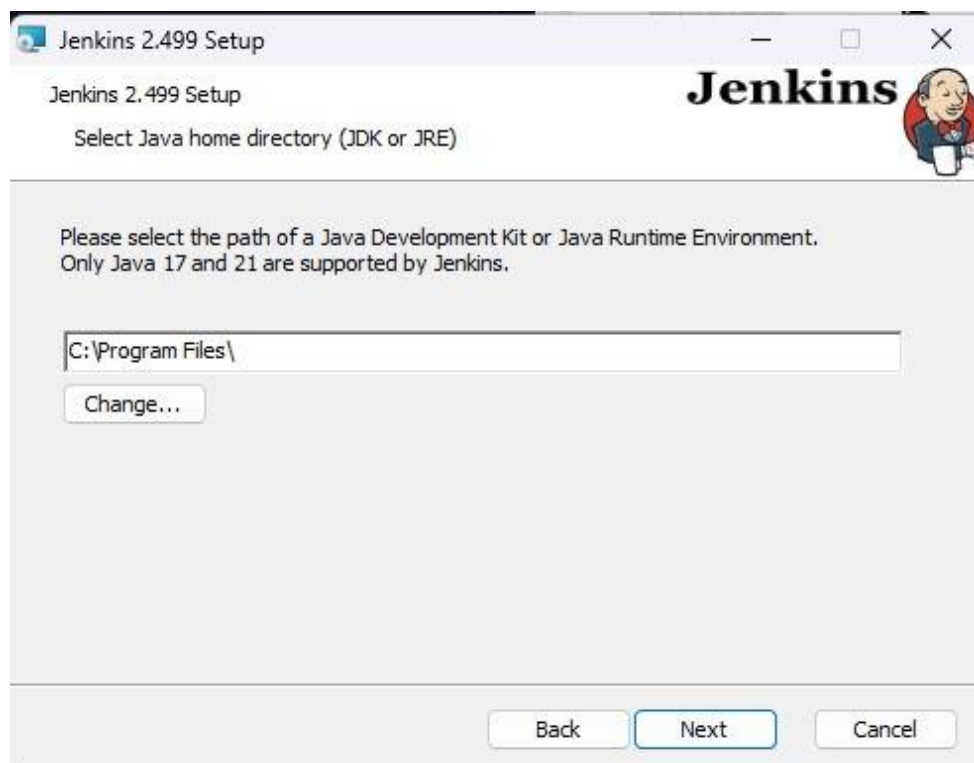 Jenkins 2.499 Setup
Jenkins 2.499 Setup
Jenkins
Select Java home directory (JDK or JRE)
Please select the path of a Java Development Kit or Java Runtime Environment.
Only Java 17 and 21 are supported by Jenkins.
C:\Program Files\
Change...
Back
Next
Cancel